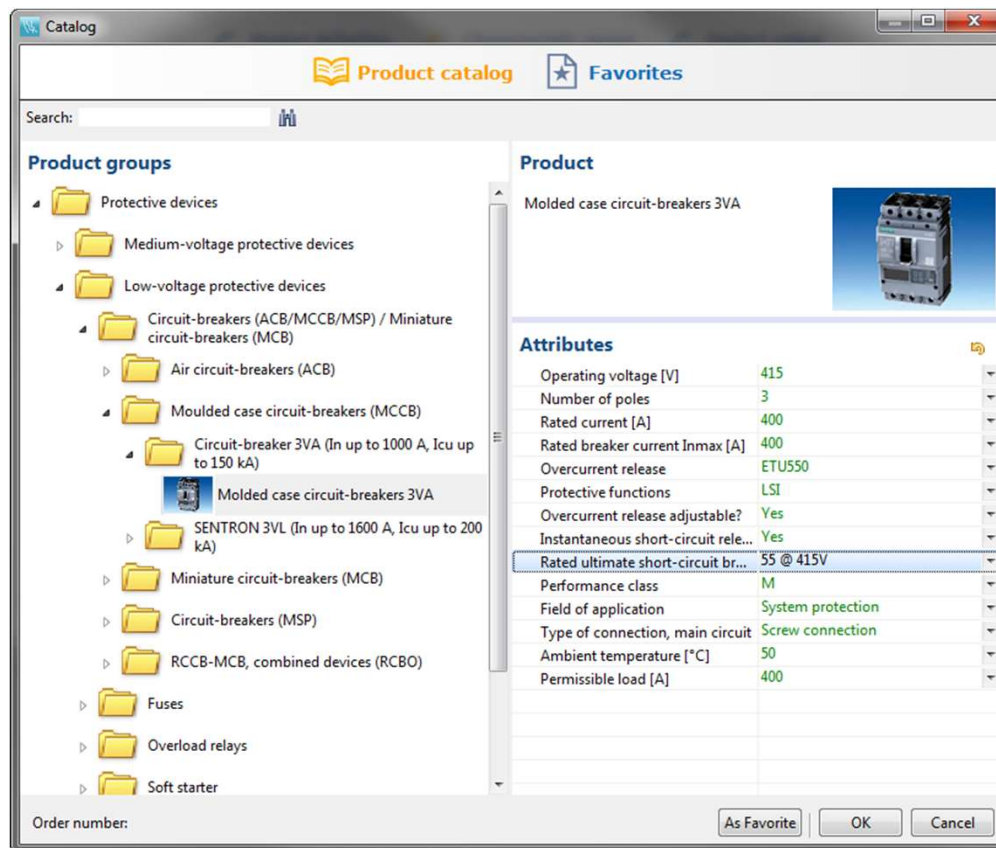 Catalog
Product catalog
Favorites
Search:
Product groups
Protective devices
Medium-voltage protective devices
Low-voltage protective devices
Circuit-breakers (ACB/MCCB/MSP) / Miniature
circuit-breakers (MCB)
Air circuit-breakers (ACB)
Moulded case circuit-breakers (MCCB)
Circuit-breaker 3VA (In up to 1000 A, Icu up
to 150 kA)
Molded case circuit-breakers 3VA
SENTRON 3VL (In up to 1600 A, Icu up to 200
kA)
Miniature circuit-breakers (MCB)
Circuit-breakers (MSP)
RCCB-MCB, combined devices (RCBO)
Fuses
Overload relays
Soft starter
Product
Molded case circuit-breakers 3VA
Attributes
Operating voltage [V] 415
Number of poles 3
Rated current [A] 400
Rated breaker current Inmax [A] 400
Overcurrent release ETU550
Protective functions LSI
Overcurrent release adjustable? Yes
Instantaneous short-circuit rele... Yes
Rated ultimate short-circuit br... 55 @ 415V
Performance class M
Field of application System protection
Type of connection, main circuit Screw connection
Ambient temperature [°C] 50
Permissible load [A] 400
Order number:
As Favorite
OK
Cancel